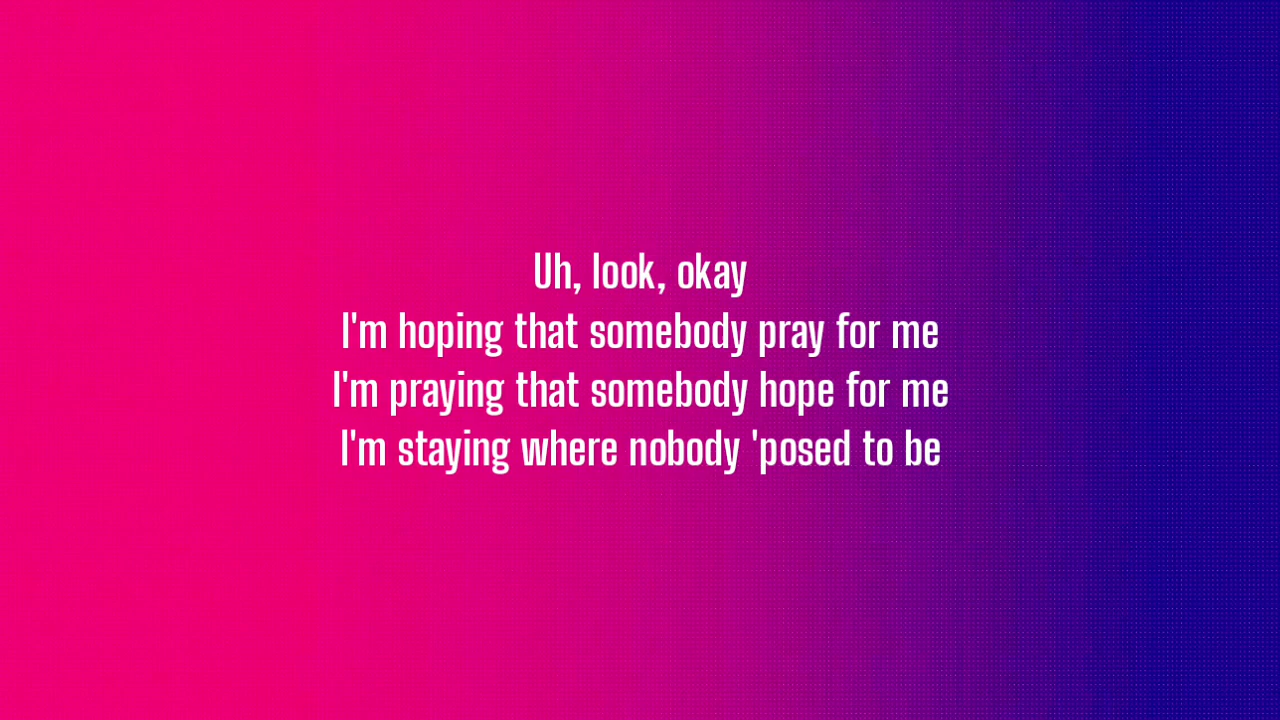 Uh, look, okay
I'm hoping that somebody pray for me
I'm praying that somebody hope for me
I'm staying where nobody 'posed to be